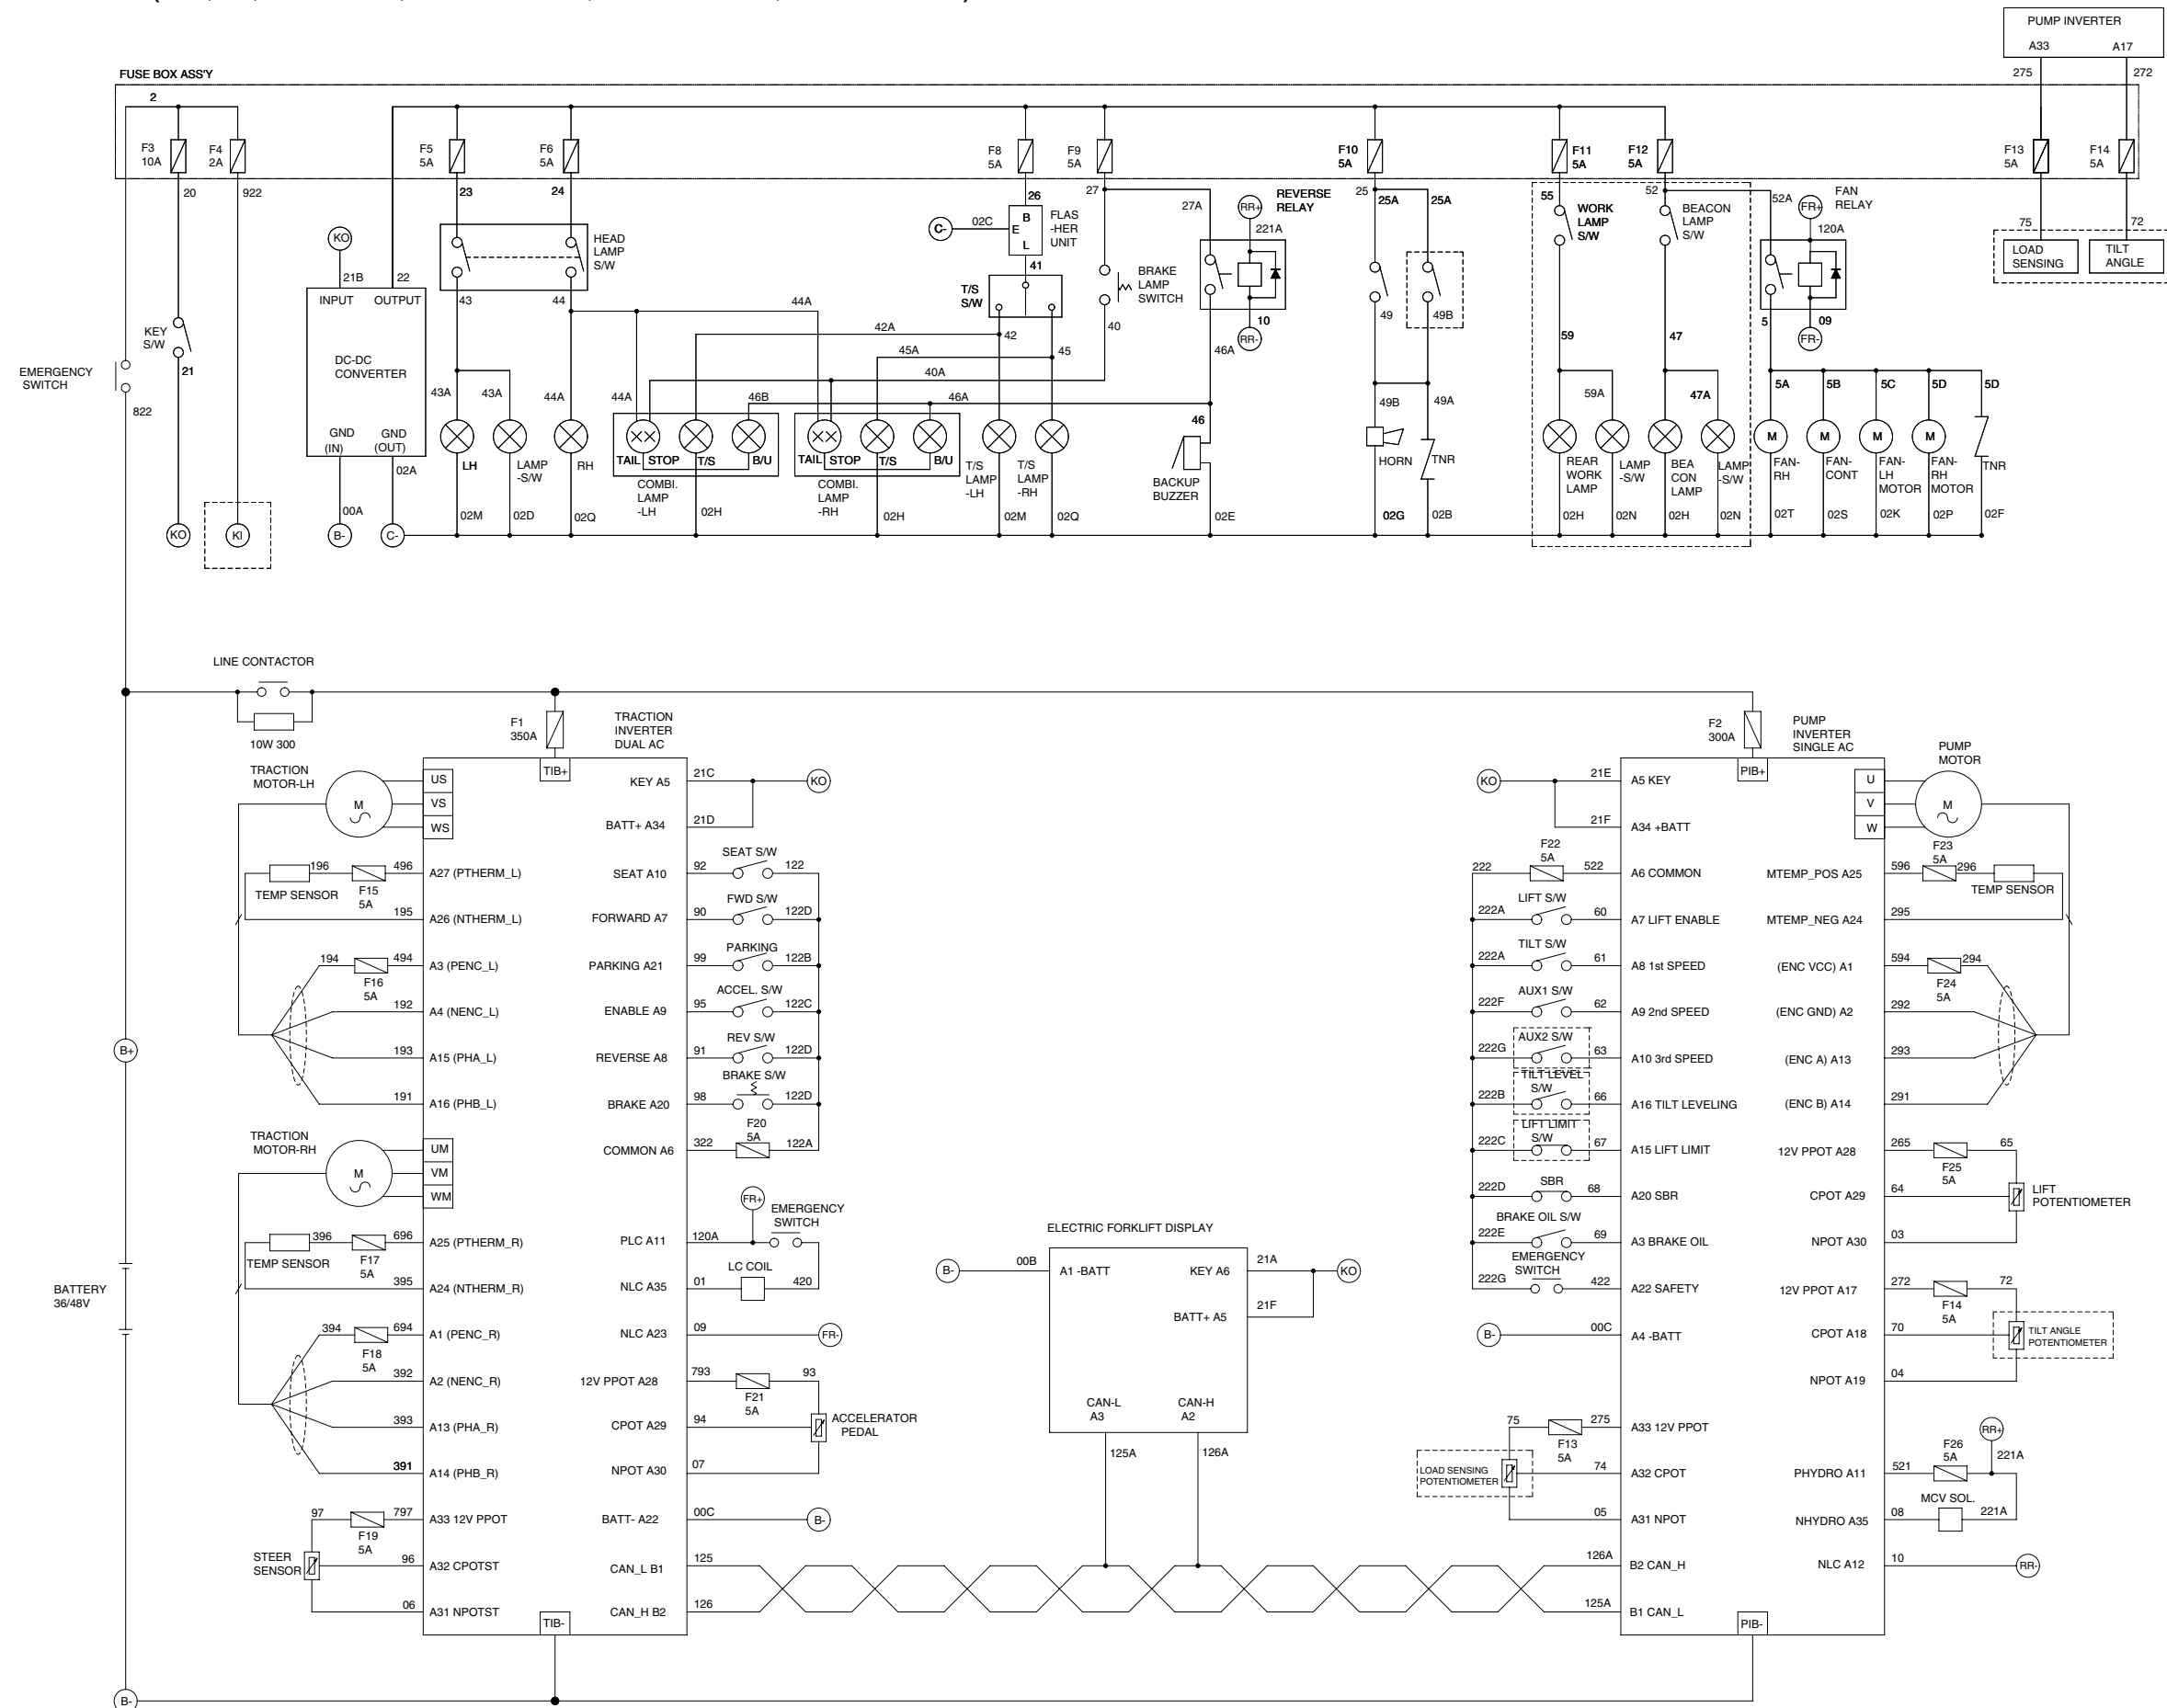 PUMP INVERTER
A33 A17
275 272
FUSE BOX ASS'Y
2
F3
10A
F4
2A
F5
5A
F6
5A
F8
5A
F9
5A
F10
5A
F11
5A
F12
5A
F13
5A
F14
5A
20 922 23 24 26 27 27A 25 25A 25A 55 52 52A 75 72
KO
21B 22
INPUT OUTPUT
DC-DC
CONVERTER
GND
(IN)
GND
(OUT)
02A
00A
B-
C-
KEY
S/W
21
KO
KI
EMERGENCY
SWITCH
822
HEAD
LAMP
S/W
43 44
44A
C-
02C
B
E
L
FLAS
-HER
UNIT
41
T/S
S/W
42A 42
45A 45
40A
BRAKE
LAMP
SWITCH
40
RR+
REVERSE
RELAY
221A
10
RR-
46A
49
49B
WORK
LAMP
S/W
BEACON
LAMP
S/W
FR+
FAN
RELAY
120A
5 09
FR-
LOAD
SENSING
TILT
ANGLE
59 47
43A 43A 44A 44A 46B 46A
49B 49A
59A 47A
5A 5B 5C 5D 5D
46
LH
LAMP
-S/W
RH
TAIL STOP T/S B/U
COMBI.
LAMP
-LH
TAIL STOP T/S B/U
COMBI.
LAMP
-RH
T/S
LAMP
-LH
T/S
LAMP
-RH
BACKUP
BUZZER
HORN
TNR
REAR
WORK
LAMP
LAMP
-S/W
BEA
CON
LAMP
LAMP
-S/W
M M M M
FAN-
RH
FAN-
CONT
FAN-
LH
MOTOR
FAN-
RH
MOTOR
TNR
02M 02D 02Q 02H 02H 02M 02Q 02E 02G 02B 02H 02N 02H 02N 02T 02S 02K 02P 02F
LINE CONTACTOR
10W 300
F1
350A
TRACTION
INVERTER
DUAL AC
TIB+
TRACTION
MOTOR-LH
M
US
VS
WS
TEMP SENSOR
196
F15
5A
496 A27 (PTHERM_L)
195 A26 (NTHERM_L)
194
F16
5A
494 A3 (PENC_L)
192 A4 (NENC_L)
193 A15 (PHA_L)
191 A16 (PHB_L)
B+
TRACTION
MOTOR-RH
M
UM
VM
WM
TEMP SENSOR
396
F17
5A
696 A25 (PTHERM_R)
395 A24 (NTHERM_R)
BATTERY
36/48V
394
F18
5A
694 A1 (PENC_R)
392 A2 (NENC_R)
393 A13 (PHA_R)
391 A14 (PHB_R)
97
F19
5A
797 A33 12V PPOT
STEER
SENSOR
96 A32 CPOTST
06 A31 NPOTST
TIB-
B-
KEY A5 21C KO
BATT+ A34 21D
SEAT S/W
SEAT A10 92 122
FWD S/W
FORWARD A7 90 122D
PARKING
PARKING A21 99 122B
ACCEL. S/W
ENABLE A9 95 122C
REV S/W
REVERSE A8 91 122D
BRAKE S/W
BRAKE A20 98 122D
F20
5A
COMMON A6 322 122A
FR+
EMERGENCY
SWITCH
PLC A11 120A
LC COIL
NLC A35 01 420
NLC A23 09 FR-
12V PPOT A28 793 93
F21
5A
CPOT A29 94
ACCELERATOR
PEDAL
NPOT A30 07
BATT- A22 00C B-
CAN_L B1 125
CAN_H B2 126
ELECTRIC FORKLIFT DISPLAY
B- 00B A1 -BATT KEY A6 21A KO
BATT+ A5 21F
CAN-L
A3
CAN-H
A2
125A 126A
F2
300A
PUMP
INVERTER
SINGLE AC
PIB+
PUMP
MOTOR
M
U
V
W
KO 21E A5 KEY
21F A34 +BATT
F22
5A
222 522 A6 COMMON
LIFT S/W
222A 60 A7 LIFT ENABLE
TILT S/W
222A 61 A8 1st SPEED
AUX1 S/W
222F 62 A9 2nd SPEED
AUX2 S/W
222G 63 A10 3rd SPEED
TILT LEVEL
S/W
222B 66 A16 TILT LEVELING
LIFT LIMIT
S/W
222C 67 A15 LIFT LIMIT
SBR
222D 68 A20 SBR
BRAKE OIL S/W
222E 69 A3 BRAKE OIL
EMERGENCY
SWITCH
222G 422 A22 SAFETY
B- 00C A4 -BATT
75 275 A33 12V PPOT
F13
5A
LOAD SENSING
POTENTIOMETER
74 A32 CPOT
05 A31 NPOT
126A B2 CAN_H
125A B1 CAN_L
PIB-
F23
5A
MTEMP_POS A25 596 296
TEMP SENSOR
MTEMP_NEG A24 295
(ENC VCC) A1 594 294
F24
5A
(ENC GND) A2 292
(ENC A) A13 293
(ENC B) A14 291
12V PPOT A28 265 65
F25
5A
CPOT A29 64
LIFT
POTENTIOMETER
NPOT A30 03
12V PPOT A17 272 72
F14
5A
CPOT A18 70
TILT ANGLE
POTENTIOMETER
NPOT A19 04
RR+
F26
5A
221A
PHYDRO A11 521
MCV SOL.
NHYDRO A35 08 221A
NLC A12 10 RR-